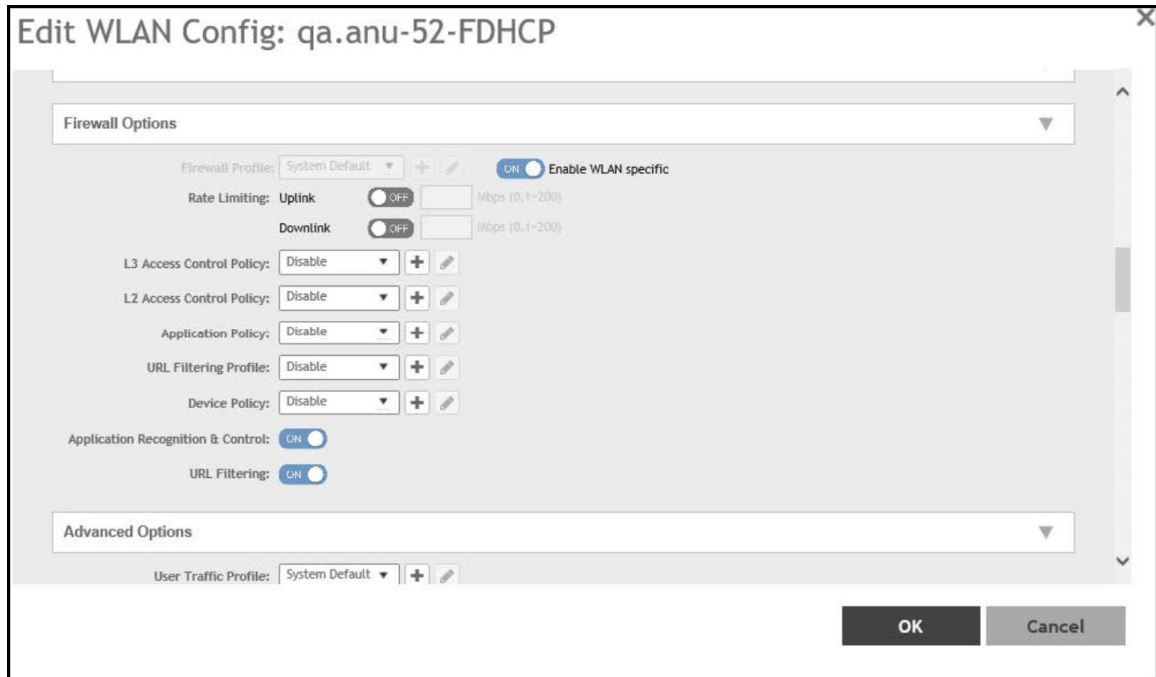 Edit WLAN Config: qa.anu-52-FDHCP
Firewall Options
Firewall Profile: System Default ON Enable WLAN specific
Rate Limiting: Uplink OFF Mbps (0.1~200)
Downlink OFF Mbps (0.1~200)
L3 Access Control Policy: Disable
L2 Access Control Policy: Disable
Application Policy: Disable
URL Filtering Profile: Disable
Device Policy: Disable
Application Recognition & Control: ON
URL Filtering: ON
Advanced Options
User Traffic Profile: System Default
OK Cancel